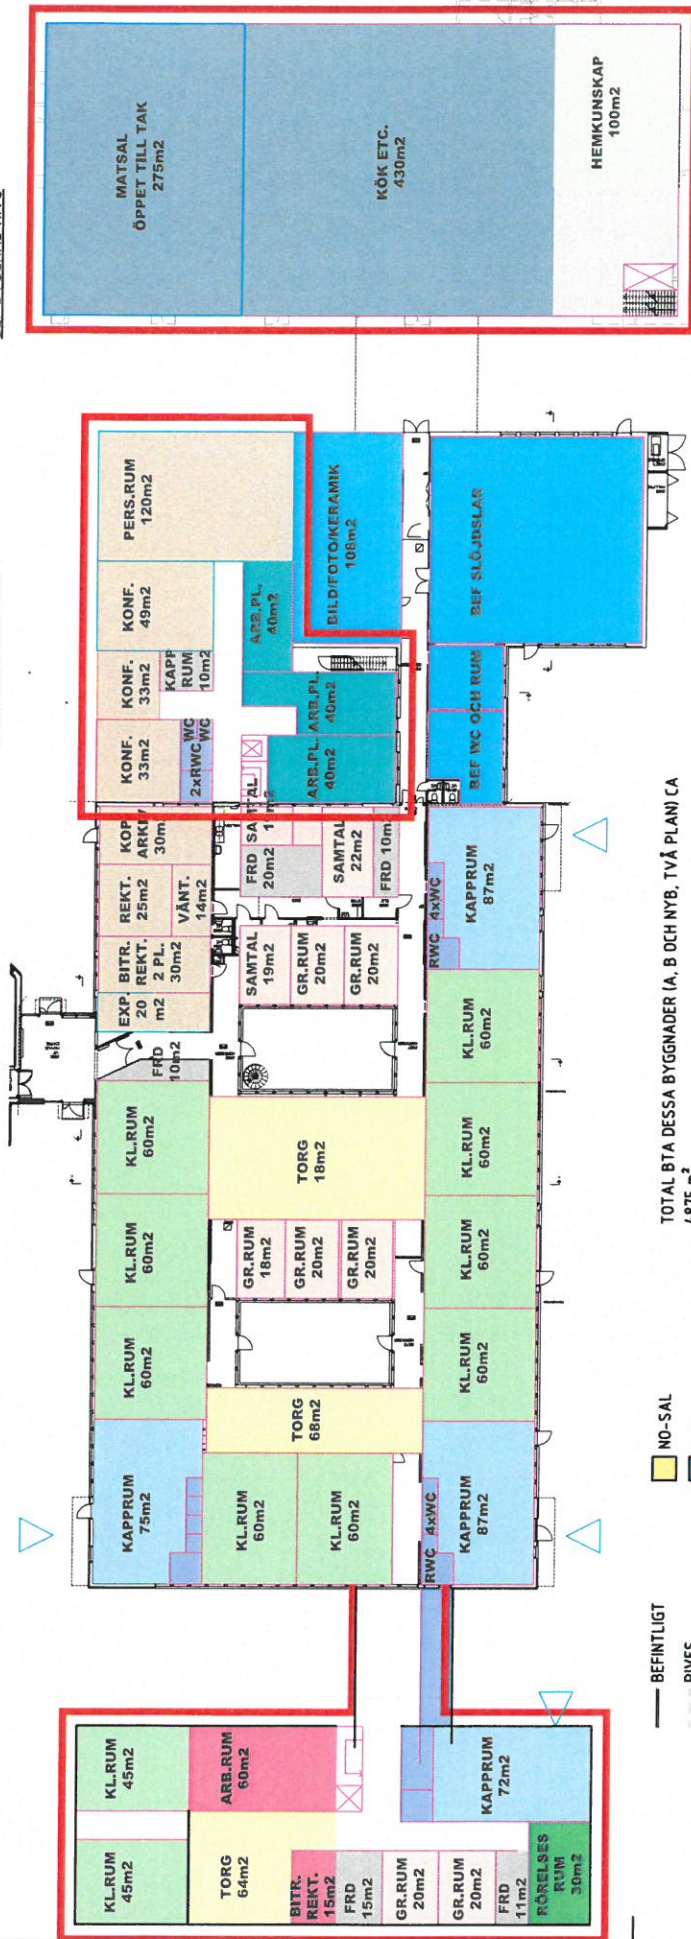 MATSAL
ÖPPET TILL TAK
275m2
KÖK ETC.
430m2
HEMKUNSKAP
100m2
PERS.RUM
120m2
KONF.
49m2
KONF.
33m2
KAPP
RUM
10m2
KONF.
33m2
2xRWC
WC
WC
ARB.PL.
40m2
ARB.PL.
40m2
ARB.PL.
40m2
BILD/FOTO/KERAMIK
108m2
BEF SLÖJDSLAR
BEF WC OCH RUM
KOP
ARKIV
30m2
REKT.
25m2
VÄNT.
14m2
BITR.
REKT.
2 PL.
30m2
EXP.
20
m2
FRD
10m2
SAMTAL
FRD
20m2
SAMTAL
22m2
FRD 10m2
SAMTAL
19m2
GR.RUM
20m2
GR.RUM
20m2
RWC 4xWC
KAPPRUM
87m2
KL.RUM
60m2
KL.RUM
60m2
KL.RUM
60m2
TORG
18m2
GR.RUM
18m2
GR.RUM
20m2
GR.RUM
20m2
KL.RUM
60m2
KL.RUM
60m2
KL.RUM
60m2
KL.RUM
60m2
TORG
68m2
KAPPRUM
75m2
KL.RUM
60m2
KL.RUM
60m2
RWC 4xWC
KAPPRUM
87m2
KL.RUM
45m2
KL.RUM
45m2
ARB.RUM
60m2
TORG
64m2
BITR.
REKT.
15m2
FRD
15m2
GR.RUM
20m2
GR.RUM
20m2
FRD
11m2
RÖRELSES
RUM
30m2
KAPPRUM
72m2
TOTAL BTA DESSA BYGGNADER (A, B OCH NYB, TVÅ PLAN) CA
4875 m²
NO-SAL
BEFINTLIGT
RIVES